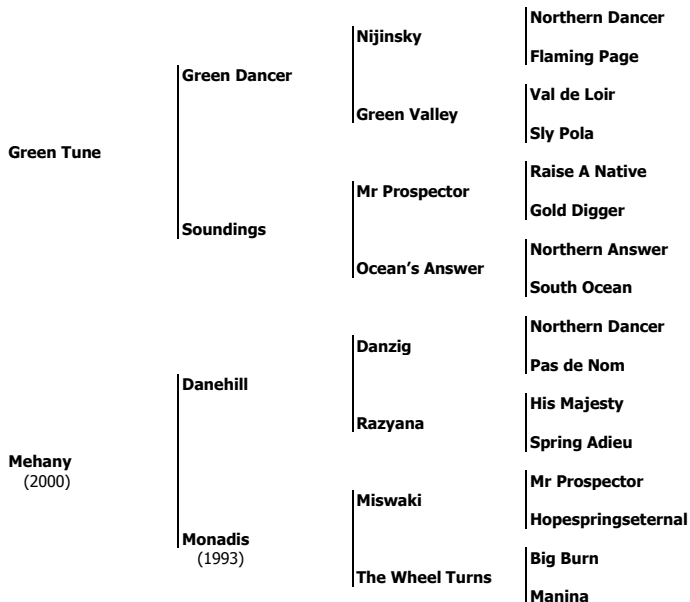 Northern Dancer
Nijinsky
Flaming Page
Green Dancer
Val de Loir
Green Valley
Sly Pola
Green Tune
Raise A Native
Mr Prospector
Gold Digger
Soundings
Northern Answer
Ocean's Answer
South Ocean
Northern Dancer
Danzig
Pas de Nom
Danehill
His Majesty
Razyana
Spring Adieu
Mehany
(2000)
Mr Prospector
Miswaki
Hopespringseternal
Monadis
(1993)
Big Burn
The Wheel Turns
Manina